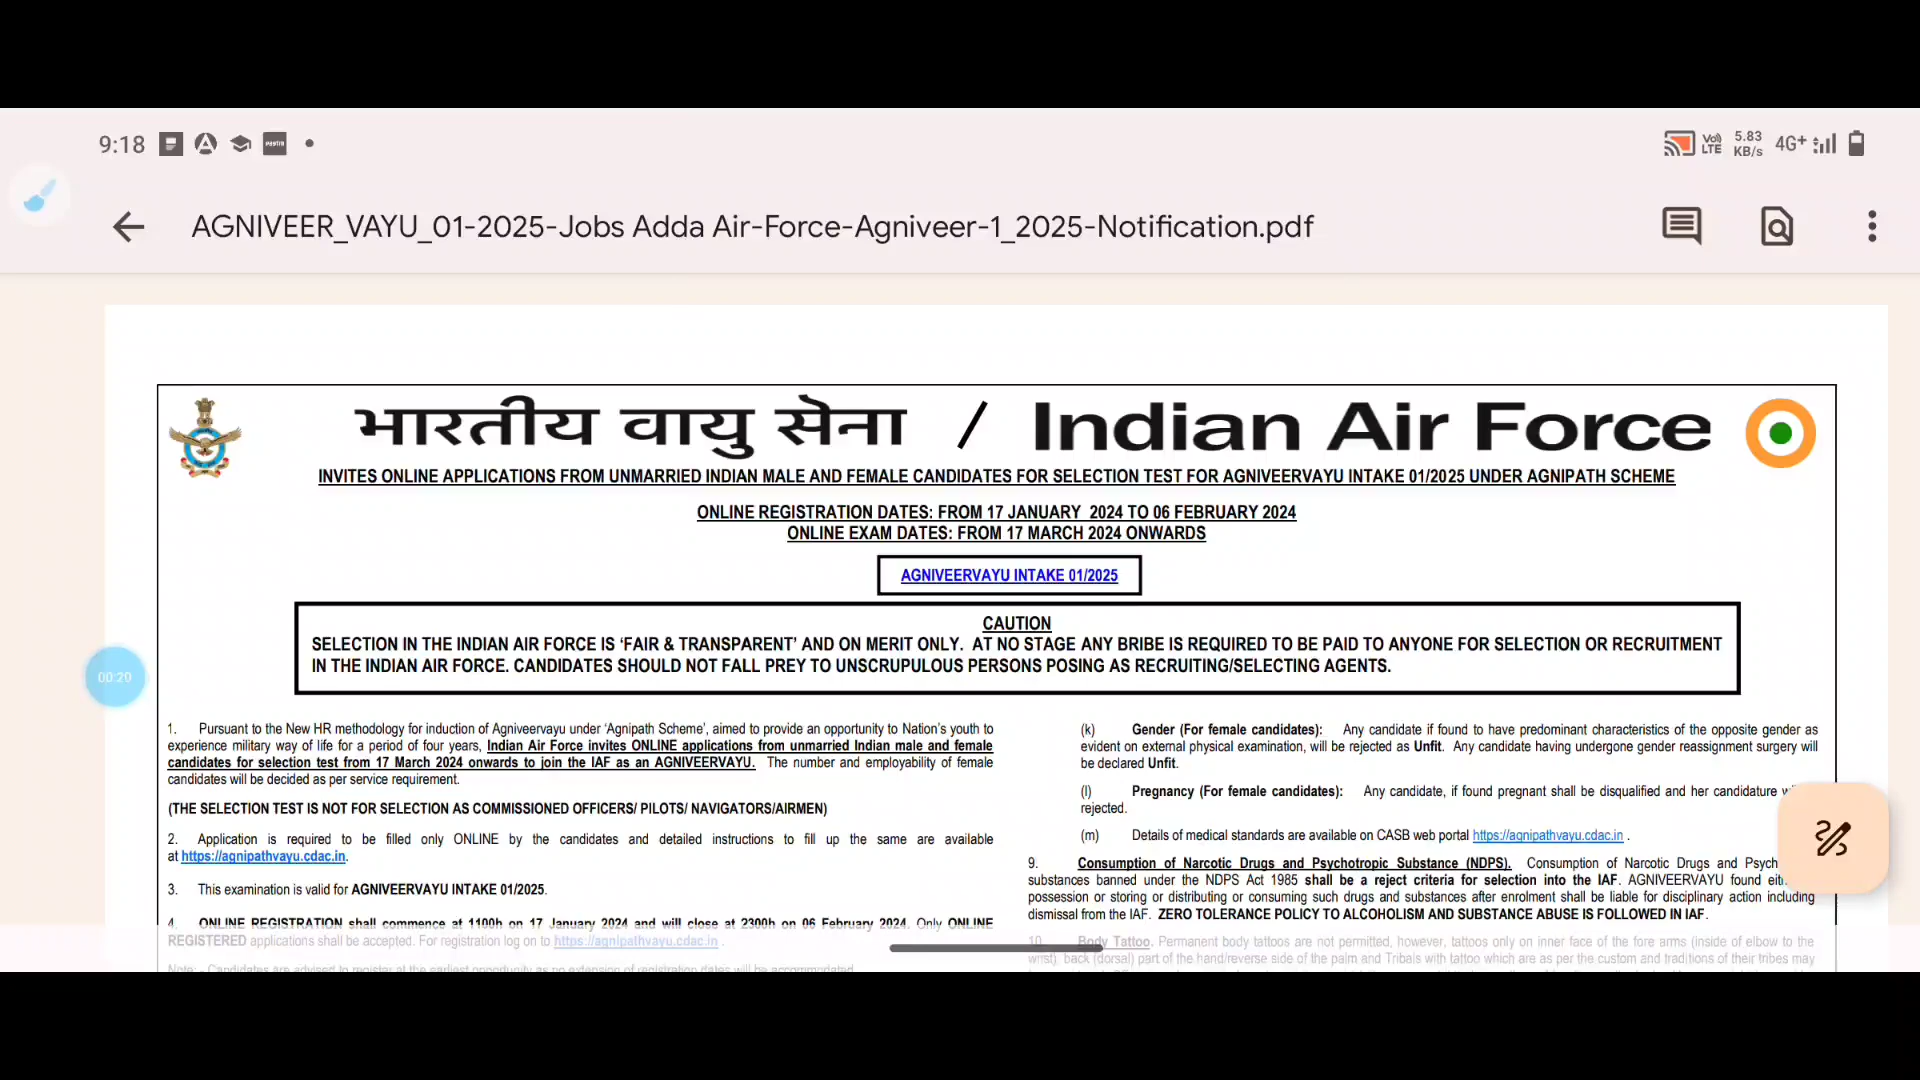 9:18
Paytm
Vo)) LTE
5.83 KB/s
4G+
AGNIVEER_VAYU_01-2025-Jobs Adda Air-Force-Agniveer-1_2025-Notification.pdf
भारतीय वायु सेना / Indian Air Force
INVITES ONLINE APPLICATIONS FROM UNMARRIED INDIAN MALE AND FEMALE CANDIDATES FOR SELECTION TEST FOR AGNIVEERVAYU INTAKE 01/2025 UNDER AGNIPATH SCHEME
ONLINE REGISTRATION DATES: FROM 17 JANUARY 2024 TO 06 FEBRUARY 2024
ONLINE EXAM DATES: FROM 17 MARCH 2024 ONWARDS
AGNIVEERVAYU INTAKE 01/2025
CAUTION
SELECTION IN THE INDIAN AIR FORCE IS ‘FAIR & TRANSPARENT’ AND ON MERIT ONLY. AT NO STAGE ANY BRIBE IS REQUIRED TO BE PAID TO ANYONE FOR SELECTION OR RECRUITMENT
IN THE INDIAN AIR FORCE. CANDIDATES SHOULD NOT FALL PREY TO UNSCRUPULOUS PERSONS POSING AS RECRUITING/SELECTING AGENTS.
00:20
1. Pursuant to the New HR methodology for induction of Agniveervayu under ‘Agnipath Scheme’, aimed to provide an opportunity to Nation’s youth to
experience military way of life for a period of four years, Indian Air Force invites ONLINE applications from unmarried Indian male and female
candidates for selection test from 17 March 2024 onwards to join the IAF as an AGNIVEERVAYU. The number and employability of female
candidates will be decided as per service requirement.
(THE SELECTION TEST IS NOT FOR SELECTION AS COMMISSIONED OFFICERS/ PILOTS/ NAVIGATORS/AIRMEN)
2. Application is required to be filled only ONLINE by the candidates and detailed instructions to fill up the same are available
at https://agnipathvayu.cdac.in.
3. This examination is valid for AGNIVEERVAYU INTAKE 01/2025.
4. ONLINE REGISTRATION shall commence at 1100h on 17 January 2024 and will close at 2300h on 06 February 2024. Only ONLINE
REGISTERED applications shall be accepted. For registration log on to https://agnipathvayu.cdac.in .
Note: - Candidates are advised to register at the earliest opportunity as no extension of registration dates will be accommodated.
(k) Gender (For female candidates): Any candidate if found to have predominant characteristics of the opposite gender as
evident on external physical examination, will be rejected as Unfit. Any candidate having undergone gender reassignment surgery will
be declared Unfit.
(l) Pregnancy (For female candidates): Any candidate, if found pregnant shall be disqualified and her candidature
rejected.
(m) Details of medical standards are available on CASB web portal https://agnipathvayu.cdac.in .
9. Consumption of Narcotic Drugs and Psychotropic Substance (NDPS). Consumption of Narcotic Drugs and Psych
substances banned under the NDPS Act 1985 shall be a reject criteria for selection into the IAF. AGNIVEERVAYU found
possession or storing or distributing or consuming such drugs and substances after enrolment shall be liable for disciplinary action including
dismissal from the IAF. ZERO TOLERANCE POLICY TO ALCOHOLISM AND SUBSTANCE ABUSE IS FOLLOWED IN IAF.
10. Body Tattoo. Permanent body tattoos are not permitted, however, tattoos only on inner face of the fore arms (inside of elbow to the
wrist), back (dorsal) part of the hand/reverse side of the palm and Tribals with tattoo which are as per the custom and traditions of their tribes may